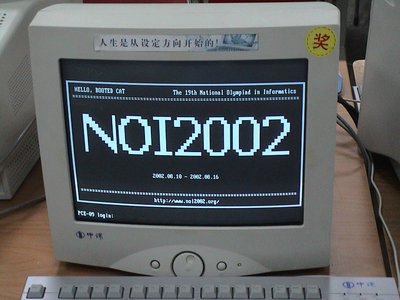 人生是从设定方向开始的!
奖
HELLO, BOOTED CAT The 19th National Olympiad in Informatics
NOI2002
2002.08.10 - 2002.08.16
http://www.noi2002.org/
PCE-09 login: